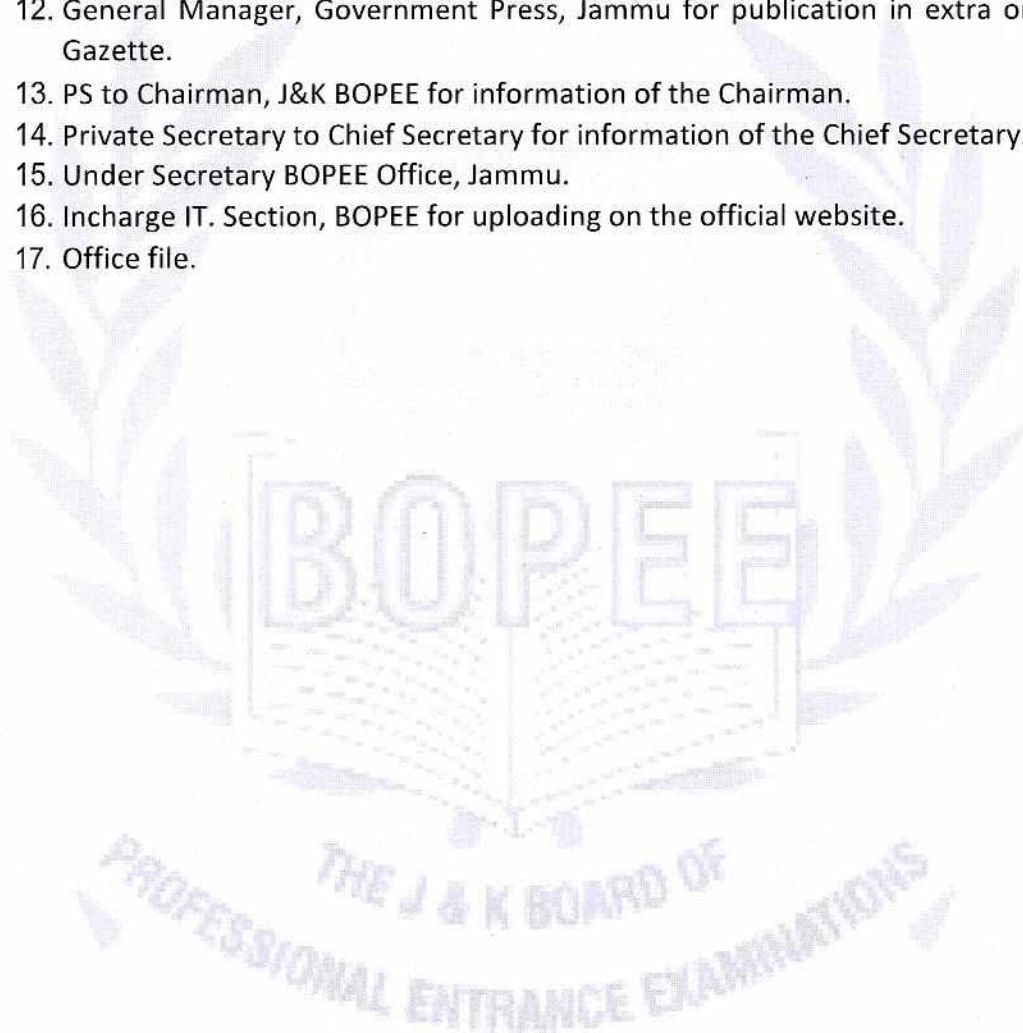 12. General Manager, Government Press, Jammu for publication in extra
Gazette.
13. PS to Chairman, J&K BOPEE for information of the Chairman.
14. Private Secretary to Chief Secretary for information of the Chief Secretary
15. Under Secretary BOPEE Office, Jammu.
16. Incharge IT. Section, BOPEE for uploading on the official website.
17. Office file.
BOPEE
THE J & K BOARD OF
PROFESSIONAL ENTRANCE EXAMINATIONS